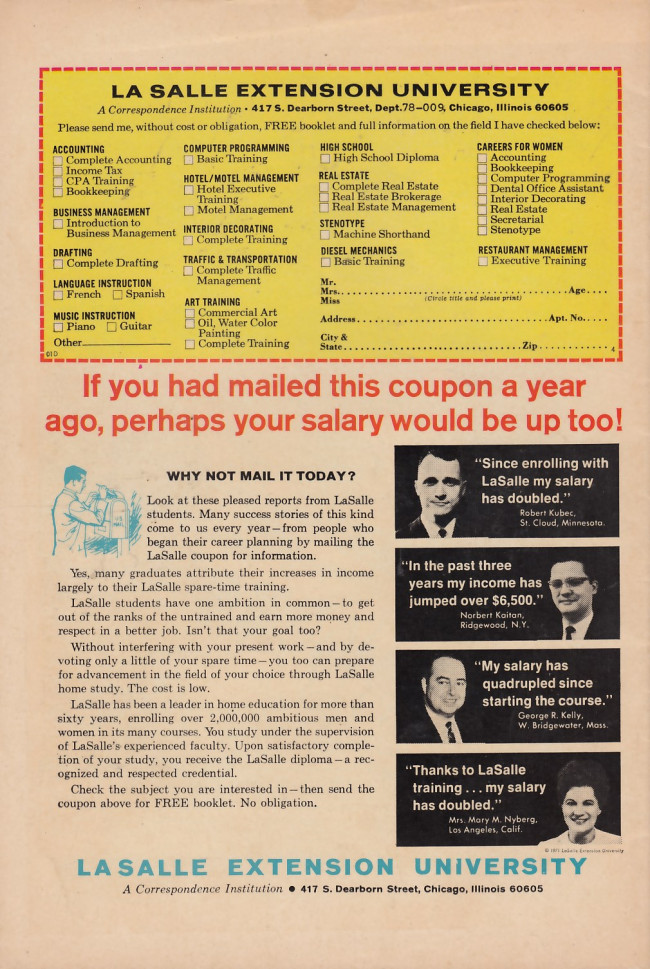 LA SALLE EXTENSION UNIVERSITY
A Correspondence Institution • 417 S. Dearborn Street, Dept.78-009, Chicago, Illinois 60605
Please send me, without cost or obligation, FREE booklet and full information on the field I have checked below:
ACCOUNTING
Complete Accounting
Income Tax
CPA Training
Bookkeeping
BUSINESS MANAGEMENT
Introduction to
Business Management
DRAFTING
Complete Drafting
LANGUAGE INSTRUCTION
French Spanish
MUSIC INSTRUCTION
Piano Guitar
Other
01D
COMPUTER PROGRAMMING
Basic Training
HOTEL/MOTEL MANAGEMENT
Hotel Executive
Training
Motel Management
INTERIOR DECORATING
Complete Training
TRAFFIC & TRANSPORTATION
Complete Traffic
Management
ART TRAINING
Commercial Art
Oil, Water Color
Painting
Complete Training
HIGH SCHOOL
High School Diploma
REAL ESTATE
Complete Real Estate
Real Estate Brokerage
Real Estate Management
STENOTYPE
Machine Shorthand
DIESEL MECHANICS
Basic Training
CAREERS FOR WOMEN
Accounting
Bookkeeping
Computer Programming
Dental Office Assistant
Interior Decorating
Real Estate
Secretarial
Stenotype
RESTAURANT MANAGEMENT
Executive Training
Mr.
Mrs. Age
Miss (Circle title and please print)
Address Apt. No.
City &
State Zip
4
If you had mailed this coupon a year
ago, perhaps your salary would be up too!
WHY NOT MAIL IT TODAY?
Look at these pleased reports from LaSalle
students. Many success stories of this kind
come to us every year—from people who
began their career planning by mailing the
LaSalle coupon for information.
Yes, many graduates attribute their increases in income
largely to their LaSalle spare-time training.
LaSalle students have one ambition in common—to get
out of the ranks of the untrained and earn more money and
respect in a better job. Isn't that your goal too?
Without interfering with your present work—and by de-
voting only a little of your spare time—you too can prepare
for advancement in the field of your choice through LaSalle
home study. The cost is low.
LaSalle has been a leader in home education for more than
sixty years, enrolling over 2,000,000 ambitious men and
women in its many courses. You study under the supervision
of LaSalle's experienced faculty. Upon satisfactory comple-
tion of your study, you receive the LaSalle diploma—a rec-
ognized and respected credential.
Check the subject you are interested in—then send the
coupon above for FREE booklet. No obligation.
"Since enrolling with
LaSalle my salary
has doubled."
Robert Kubec,
St. Cloud, Minnesota.
"In the past three
years my income has
jumped over $6,500."
Norbert Kaitan,
Ridgewood, N.Y.
"My salary has
quadrupled since
starting the course."
George R. Kelly,
W. Bridgewater, Mass.
"Thanks to LaSalle
training ... my salary
has doubled."
Mrs. Mary M. Nyberg,
Los Angeles, Calif.
© 1971 LaSalle Extension University
LASALLE EXTENSION UNIVERSITY
A Correspondence Institution • 417 S. Dearborn Street, Chicago, Illinois 60605